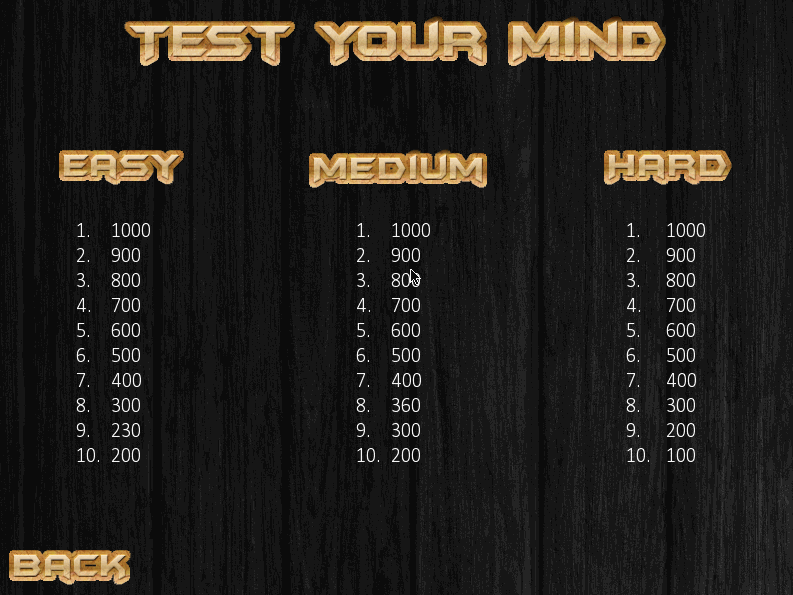 TEST YOUR MIND
EASY MEDIUM HARD
1. 1000 1. 1000 1. 1000
2. 900 2. 900 2. 900
3. 800 3. 800 3. 800
4. 700 4. 700 4. 700
5. 600 5. 600 5. 600
6. 500 6. 500 6. 500
7. 400 7. 400 7. 400
8. 300 8. 360 8. 300
9. 230 9. 300 9. 200
10. 200 10. 200 10. 100
BACK